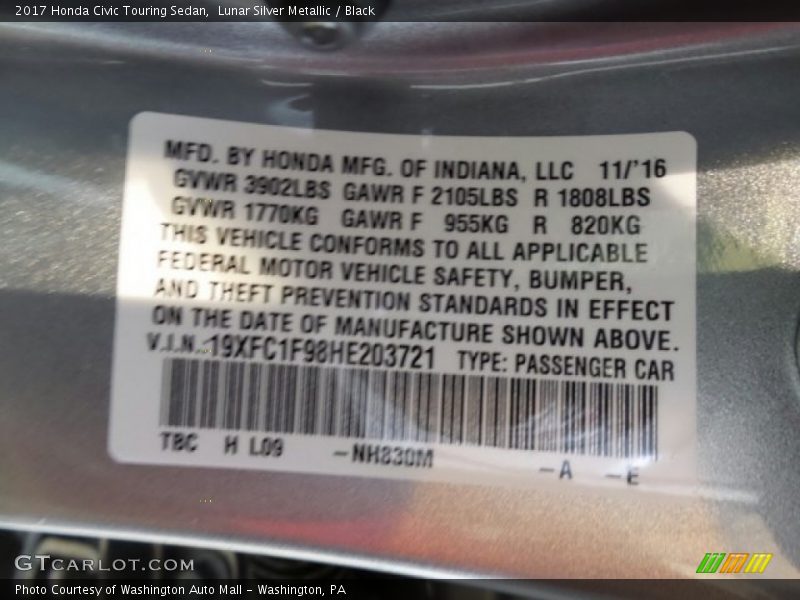 2017 Honda Civic Touring Sedan,  Lunar Silver Metallic / Black
MFD. BY HONDA MFG. OF INDIANA, LLC 11/'16
GVWR 3902LBS GAWR F 2105LBS R 1808LBS
GVWR 1770KG GAWR F 955KG R 820KG
THIS VEHICLE CONFORMS TO ALL APPLICABLE
FEDERAL MOTOR VEHICLE SAFETY, BUMPER,
AND THEFT PREVENTION STANDARDS IN EFFECT
ON THE DATE OF MANUFACTURE SHOWN ABOVE.
V.I.N. 19XFC1F98HE203721 TYPE: PASSENGER CAR
TBC H L09 -NH830M -A -E
GTCARLOT.COM
Photo Courtesy of Washington Auto Mall - Washington, PA